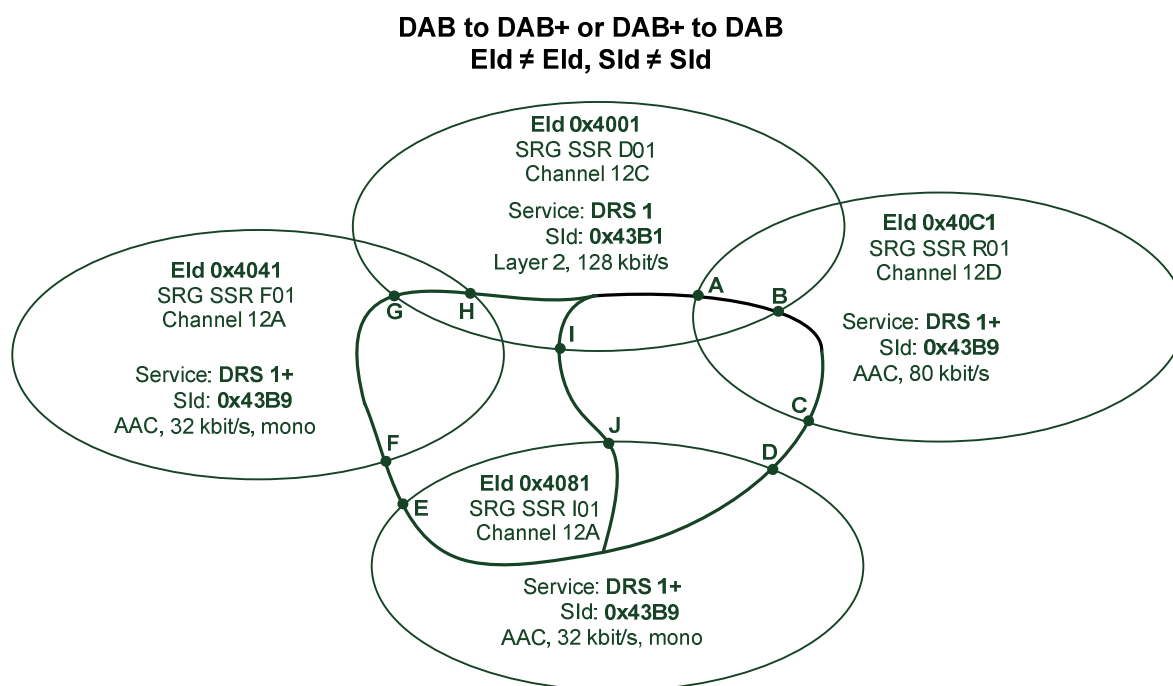 DAB to DAB+ or DAB+ to DAB
EId ≠ EId, SId ≠ SId
EId 0x4001
SRG SSR D01
Channel 12C
Service: DRS 1
SId: 0x43B1
Layer 2, 128 kbit/s
EId 0x40C1
SRG SSR R01
Channel 12D
Service: DRS 1+
SId: 0x43B9
AAC, 80 kbit/s
EId 0x4041
SRG SSR F01
Channel 12A
Service: DRS 1+
SId: 0x43B9
AAC, 32 kbit/s, mono
A
B
G
H
I
C
J
D
F
E
EId 0x4081
SRG SSR I01
Channel 12A
Service: DRS 1+
SId: 0x43B9
AAC, 32 kbit/s, mono